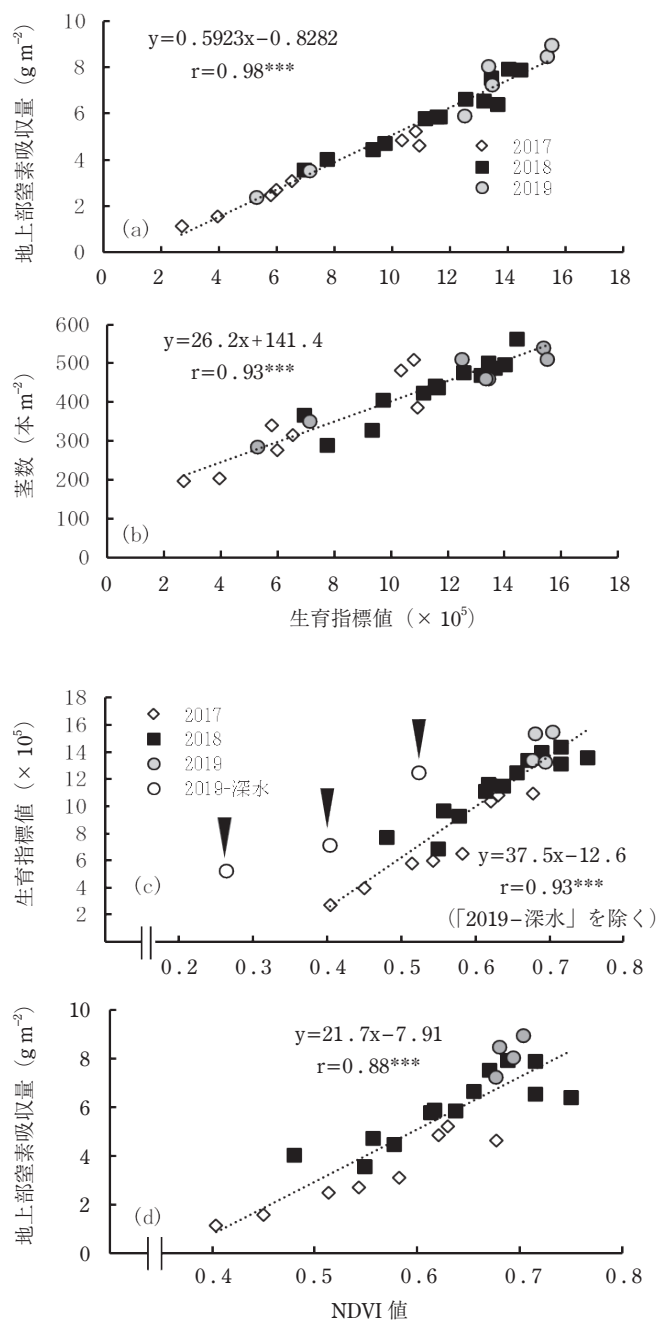 地上部窒素吸収量 (g m⁻²)
10
8
6
4
2
0
y=0.5923x−0.8282
r=0.98***
2017
2018
2019
(a)
0 2 4 6 8 10 12 14 16 18
茎数 (本 m⁻²)
600
500
400
300
200
100
0
y=26.2x+141.4
r=0.93***
(b)
0 2 4 6 8 10 12 14 16 18
生育指標値 (× 10⁵)
生育指標値 (× 10⁵)
18
16
14
12
10
8
6
4
2
2017
2018
2019
2019-深水
(c)
y=37.5x−12.6
r=0.93***
(「2019−深水」を除く)
0.2 0.3 0.4 0.5 0.6 0.7 0.8
地上部窒素吸収量 (g m⁻²)
10
8
6
4
2
0
y=21.7x−7.91
r=0.88***
(d)
0.4 0.5 0.6 0.7 0.8
NDVI 値